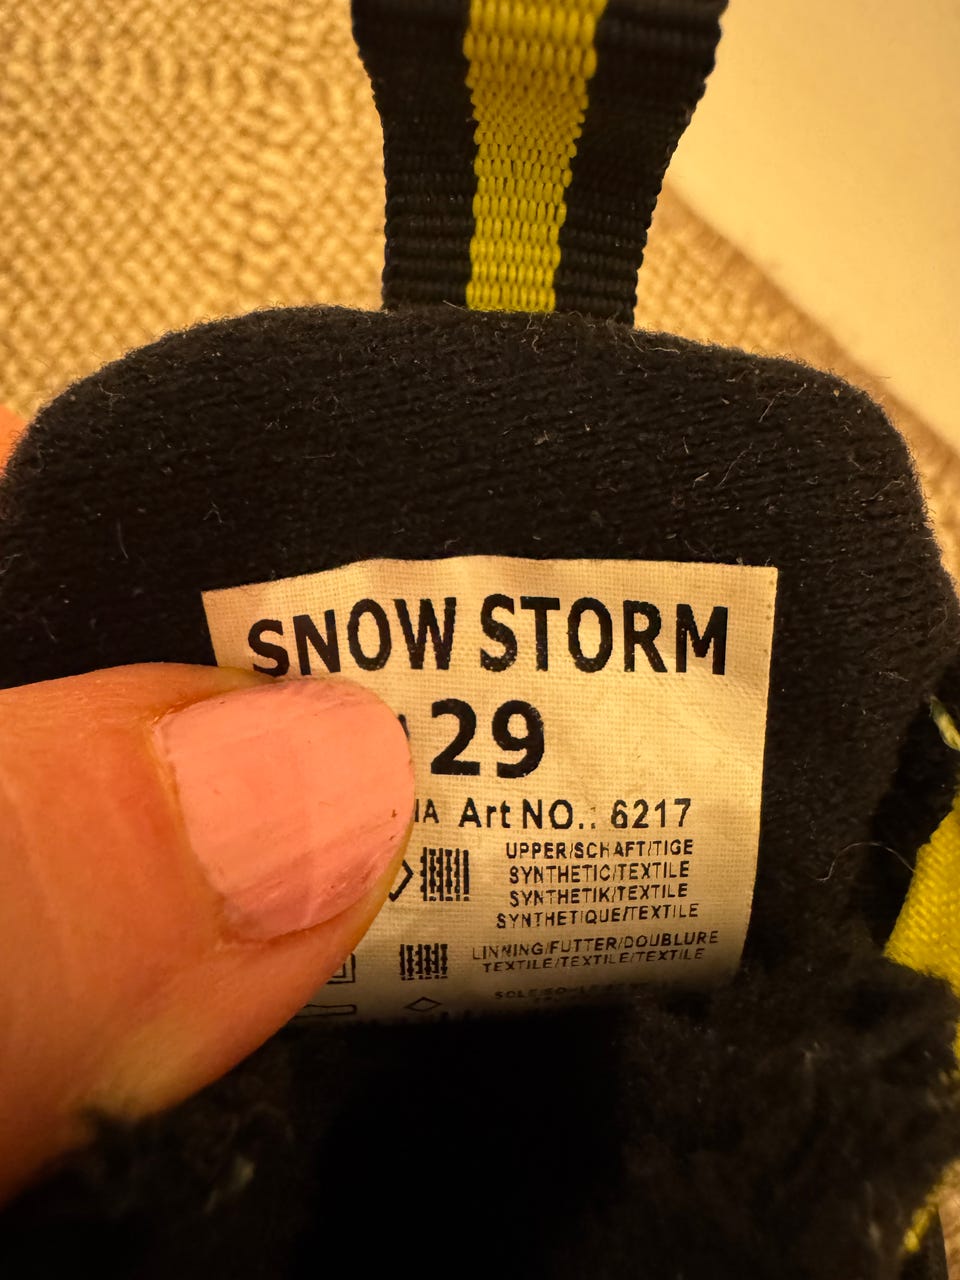 SNOW STORM
29
Art NO.: 6217
UPPER/SCHAFT/TIGE
SYNTHETIC/TEXTILE
SYNTHETIK/TEXTILE
SYNTHETIQUE/TEXTILE
LINNING/FUTTER/DOUBLURE
TEXTILE/TEXTILE/TEXTILE